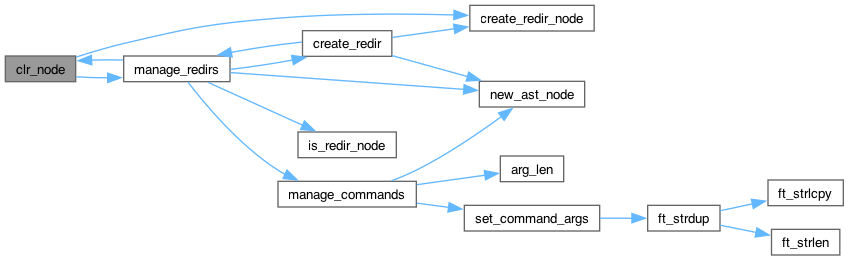 clr_node
manage_redirs
create_redir
create_redir_node
new_ast_node
is_redir_node
manage_commands
arg_len
set_command_args
ft_strdup
ft_strlcpy
ft_strlen